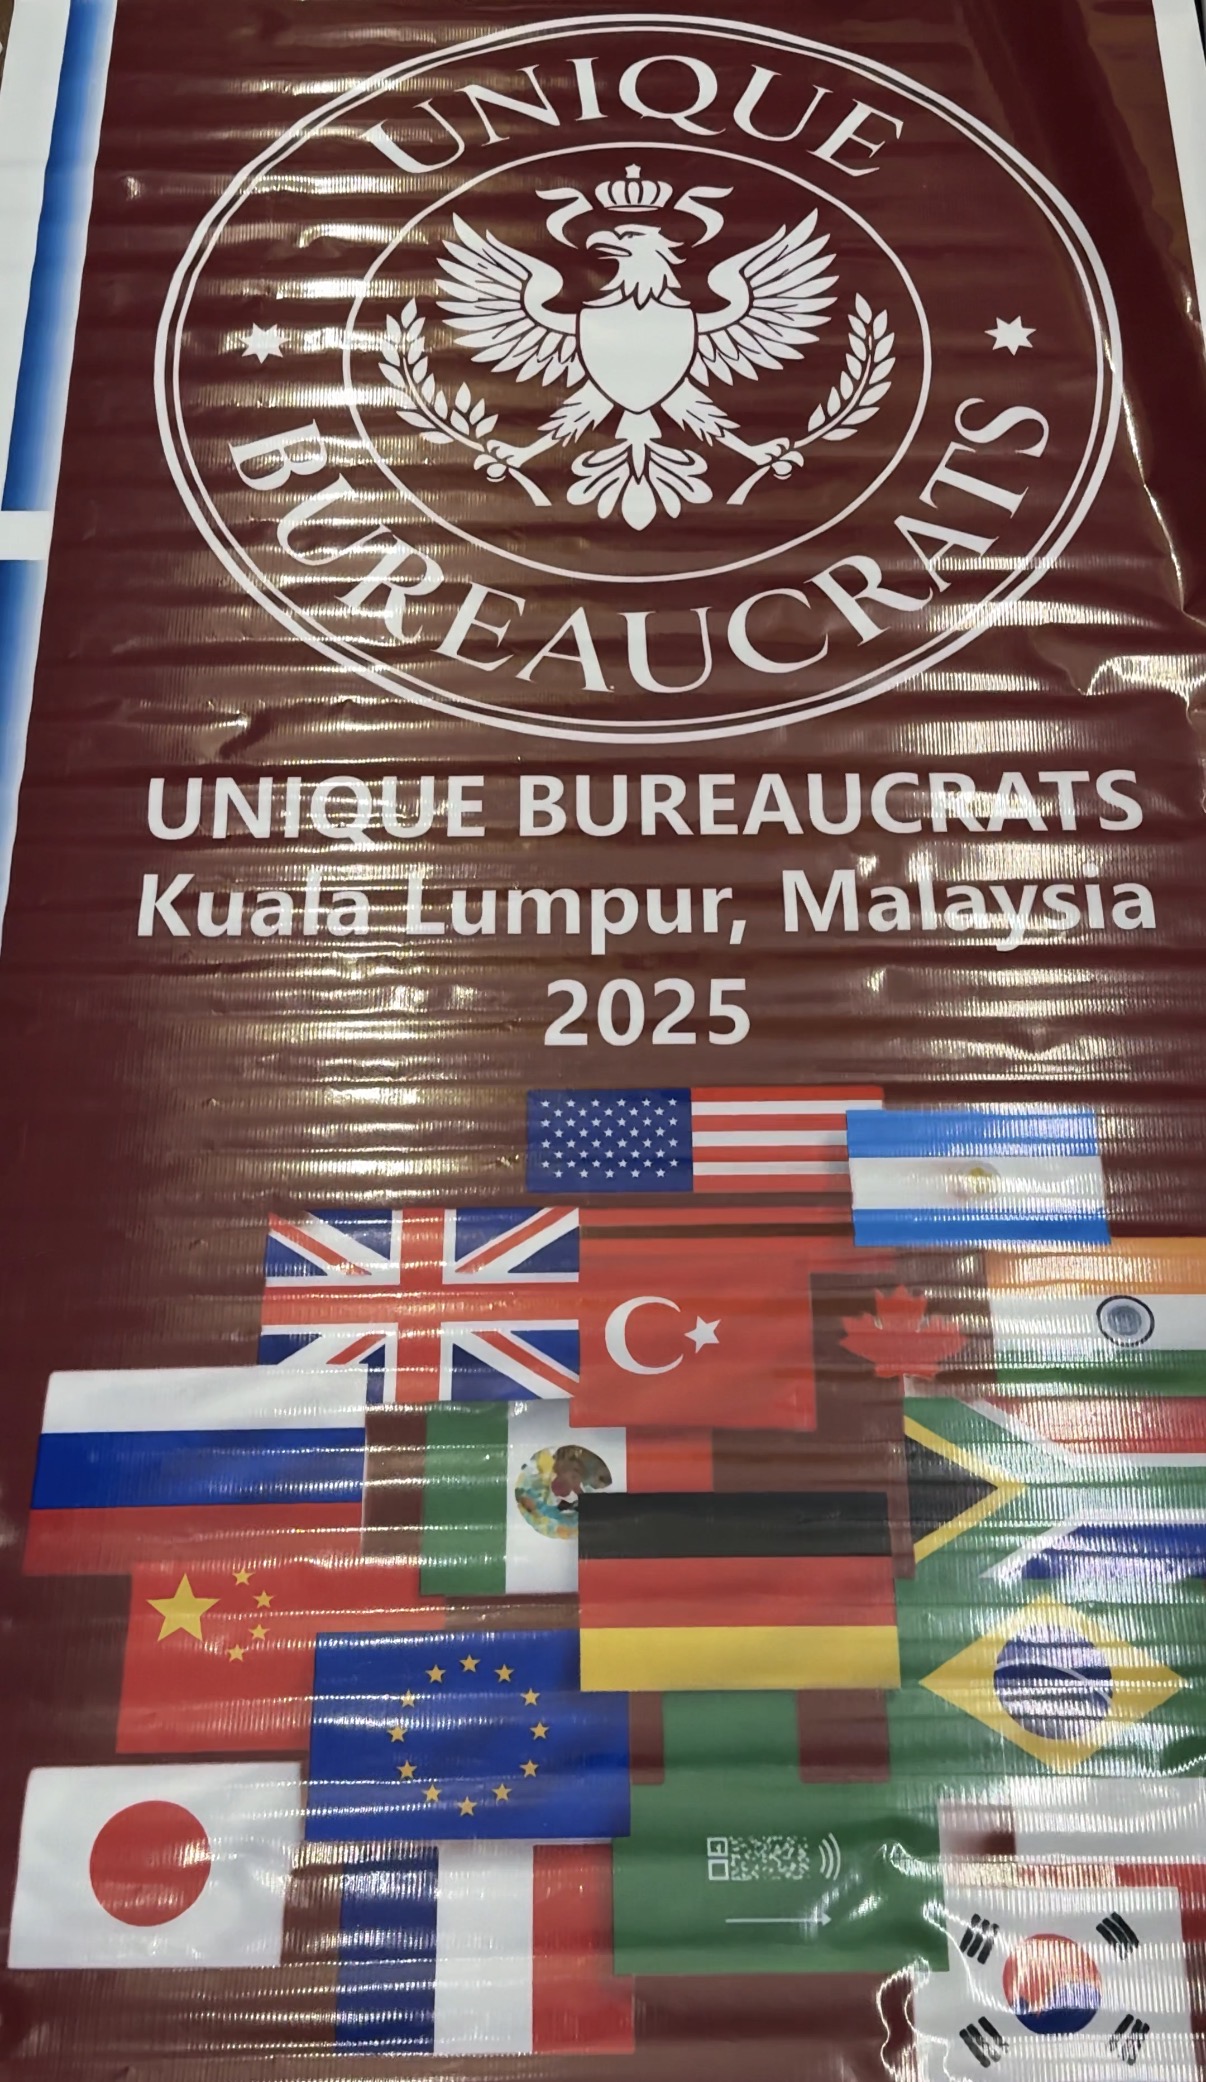 UNIQUE
BUREAUCRATS
UNIQUE BUREAUCRATS
Kuala Lumpur, Malaysia
2025